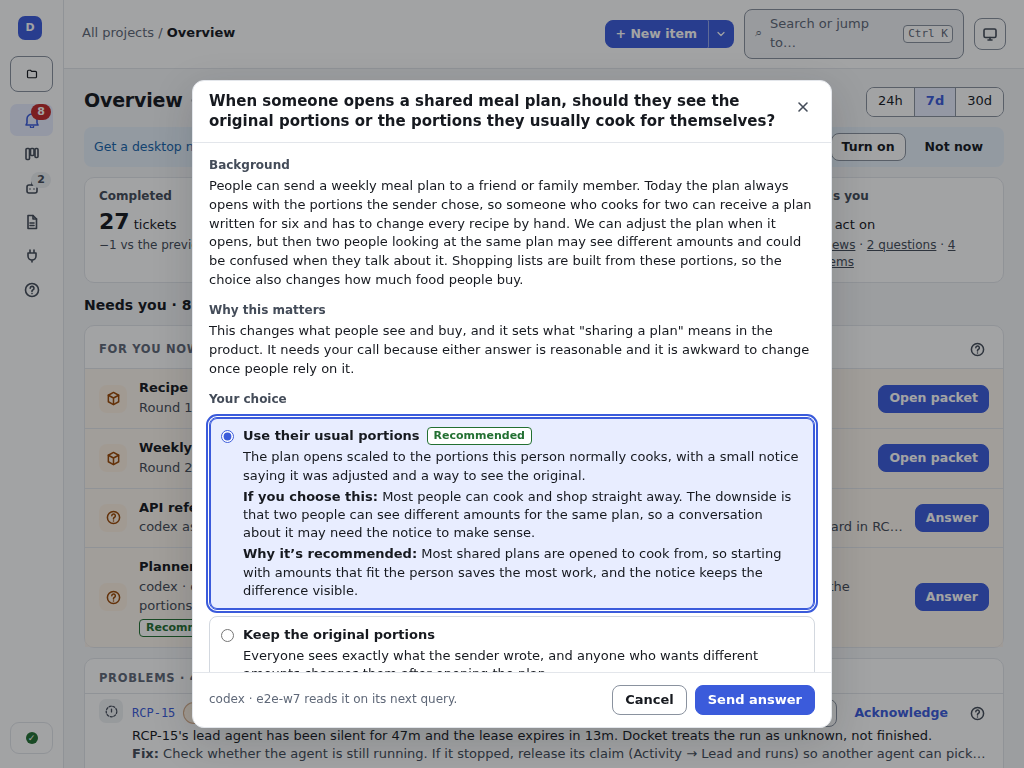 D
All projects / Overview
+ New item
Search or jump to…
Ctrl K
8
2
Overview
24h 7d 30d
Get a desktop n
Turn on
Not now
Completed
27 tickets
−1 vs the previ
s you
act on
ews · 2 questions · 4
ems
Needs you · 8
FOR YOU NOW
Recipe
Round 1
Open packet
Weekly
Round 2
Open packet
API refe
codex as
ard in RC…
Answer
Planner
codex ·
the
portions
Recomm
Answer
PROBLEMS · 4
RCP-15
Acknowledge
RCP-15's lead agent has been silent for 47m and the lease expires in 13m. Docket treats the run as unknown, not finished.
Fix: Check whether the agent is still running. If it stopped, release its claim (Activity → Lead and runs) so another agent can pick…
When someone opens a shared meal plan, should they see the
original portions or the portions they usually cook for themselves?
Background
People can send a weekly meal plan to a friend or family member. Today the plan always
opens with the portions the sender chose, so someone who cooks for two can receive a plan
written for six and has to change every recipe by hand. We can adjust the plan when it
opens, but then two people looking at the same plan may see different amounts and could
be confused when they talk about it. Shopping lists are built from these portions, so the
choice also changes how much food people buy.
Why this matters
This changes what people see and buy, and it sets what "sharing a plan" means in the
product. It needs your call because either answer is reasonable and it is awkward to change
once people rely on it.
Your choice
Use their usual portions Recommended
The plan opens scaled to the portions this person normally cooks, with a small notice
saying it was adjusted and a way to see the original.
If you choose this: Most people can cook and shop straight away. The downside is
that two people can see different amounts for the same plan, so a conversation
about it may need the notice to make sense.
Why it’s recommended: Most shared plans are opened to cook from, so starting
with amounts that fit the person saves the most work, and the notice keeps the
difference visible.
Keep the original portions
Everyone sees exactly what the sender wrote, and anyone who wants different
amounts changes them after opening the plan.
codex · e2e-w7 reads it on its next query.
Cancel
Send answer